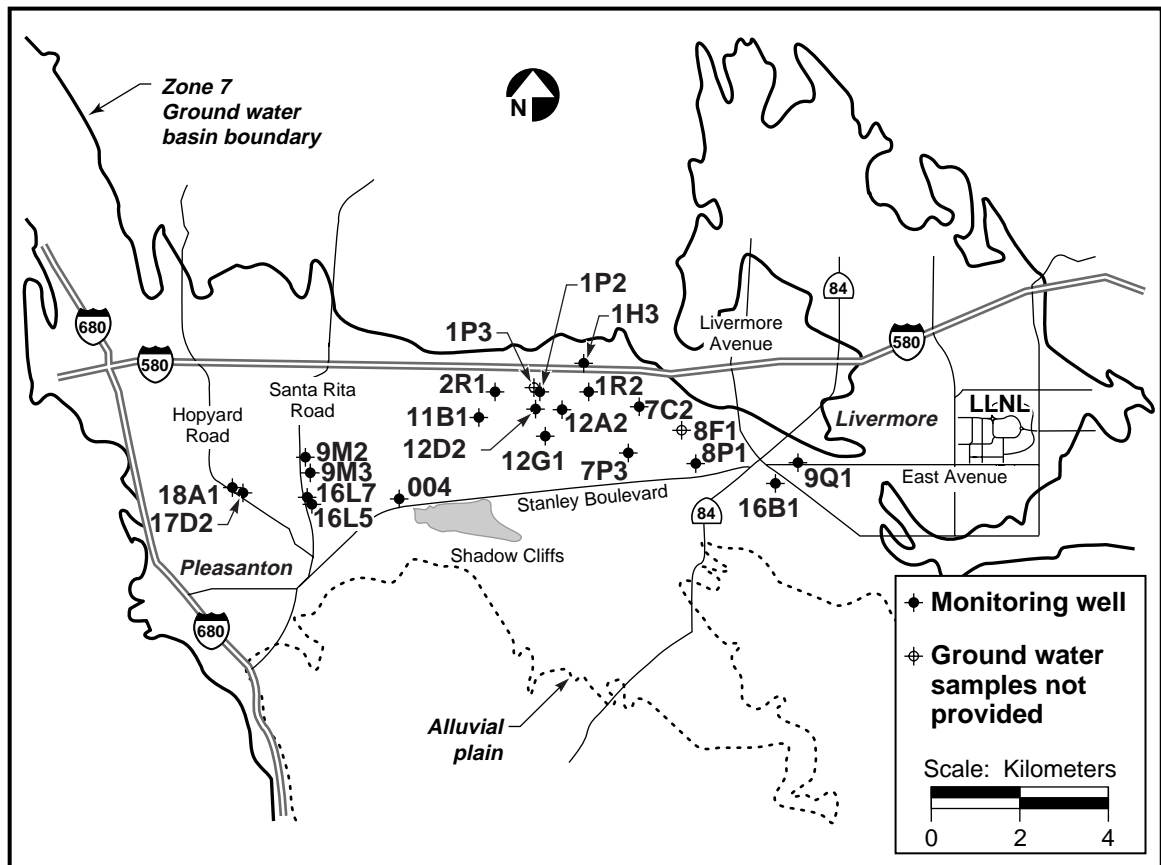 Zone 7
Ground water
basin boundary
N
84
680
580
1P2
1H3
1P3
Livermore
Avenue
580
2R1
1R2
Santa Rita
Road
Hopyard
Road
11B1
12D2
12A2
7C2
8F1
Livermore
LLNL
12G1
7P3
8P1
9Q1
East Avenue
16B1
9M2
9M3
18A1
16L7
004
17D2
16L5
Stanley Boulevard
84
Shadow Cliffs
Pleasanton
680
Alluvial
plain
Monitoring well
Ground water
samples not
provided
Scale: Kilometers
0 2 4